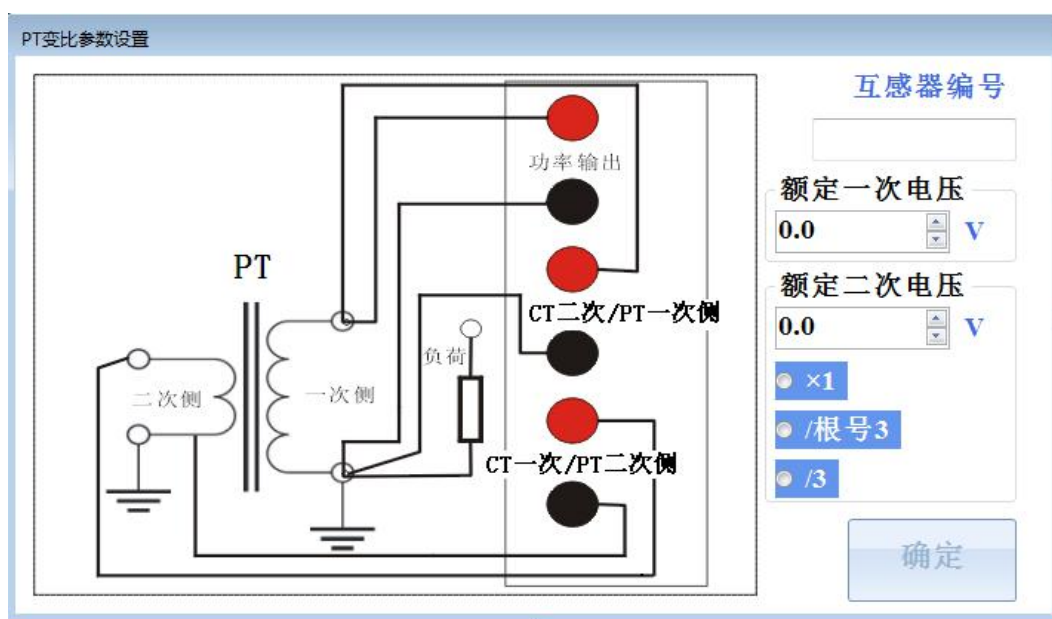 PT变比参数设置
互感器编号
功率输出
额定一次电压
0.0 V
PT
额定二次电压
CT二次/PT一次侧
0.0 V
负荷
×1
二次侧
一次侧
/根号3
CT一次/PT二次侧
/3
确定